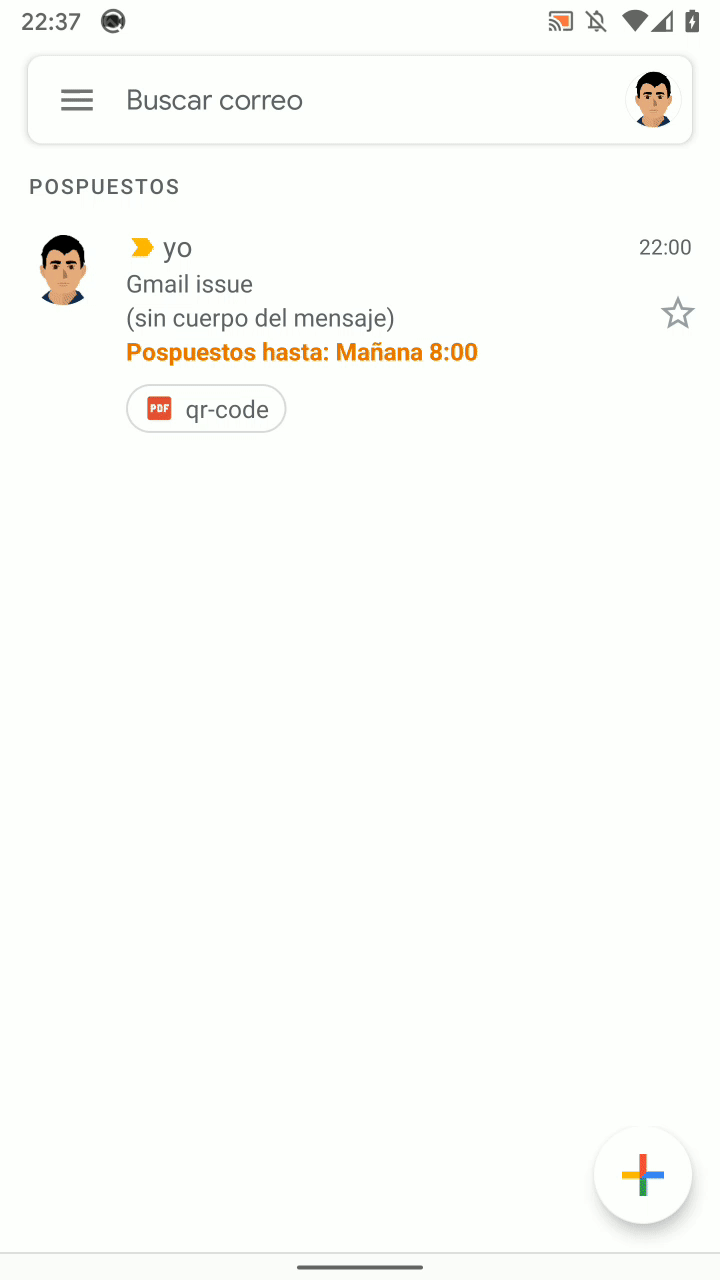 22:37
Buscar correo
POSPUESTOS
yo 22:00
Gmail issue
(sin cuerpo del mensaje)
Pospuestos hasta: Mañana 8:00
PDF qr-code